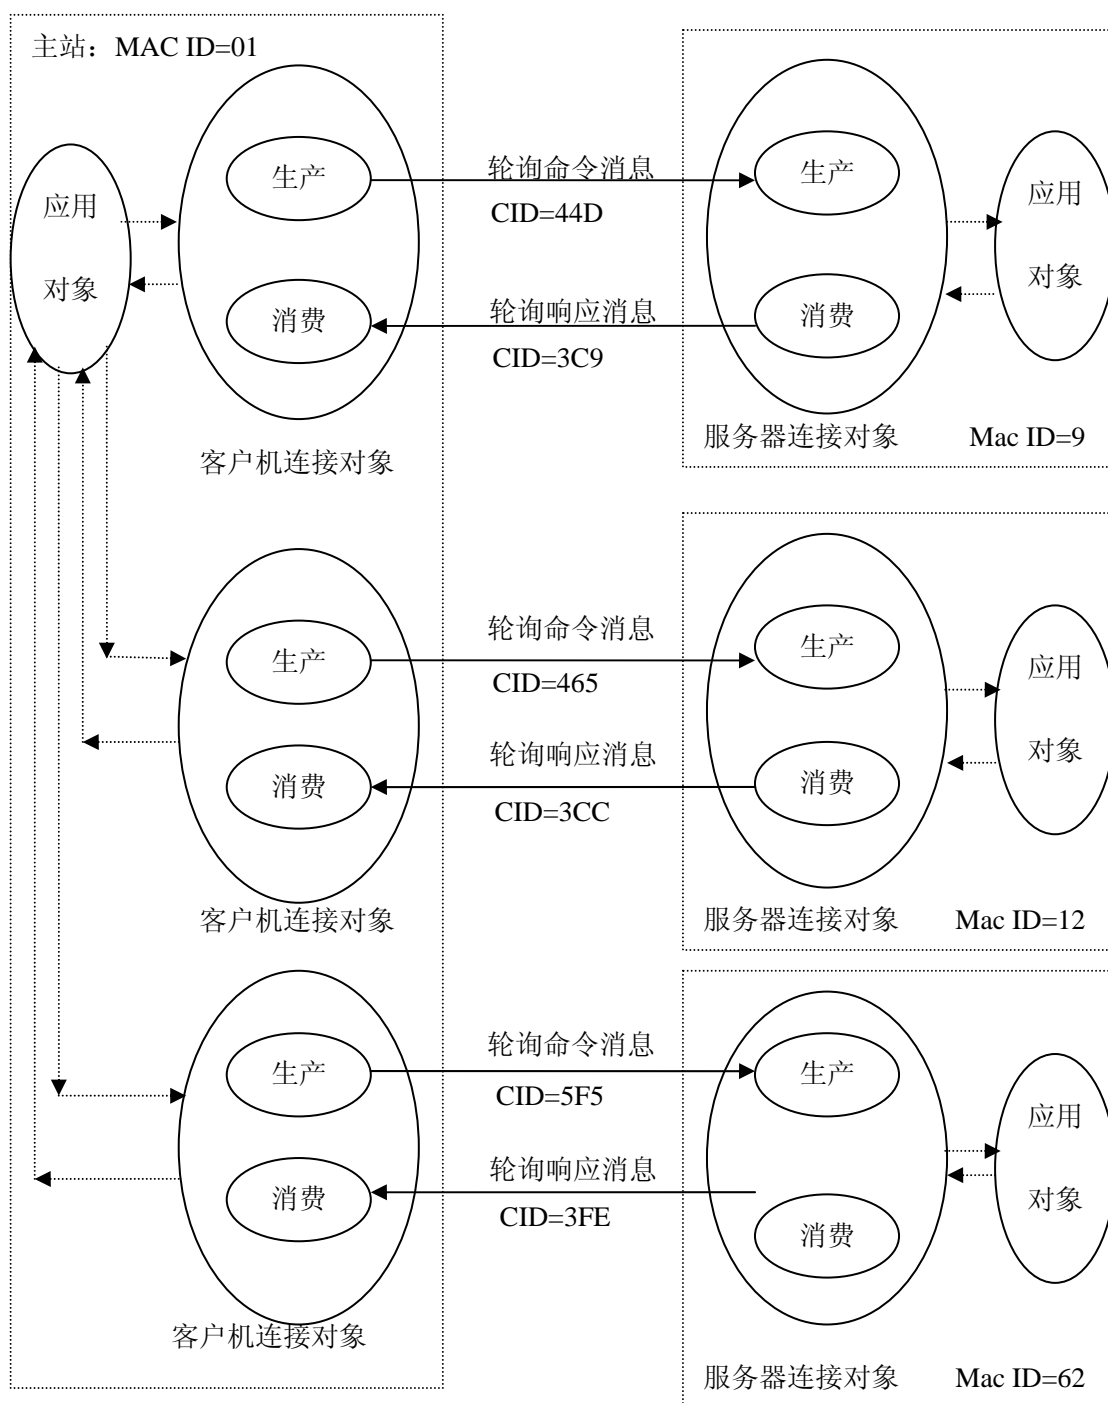 主站：MAC ID=01
应用
对象
生产
消费
客户机连接对象
轮询命令消息
CID=44D
轮询响应消息
CID=3C9
生产
消费
应用
对象
服务器连接对象 Mac ID=9
生产
消费
客户机连接对象
轮询命令消息
CID=465
轮询响应消息
CID=3CC
生产
消费
应用
对象
服务器连接对象 Mac ID=12
生产
消费
客户机连接对象
轮询命令消息
CID=5F5
轮询响应消息
CID=3FE
生产
消费
应用
对象
服务器连接对象 Mac ID=62